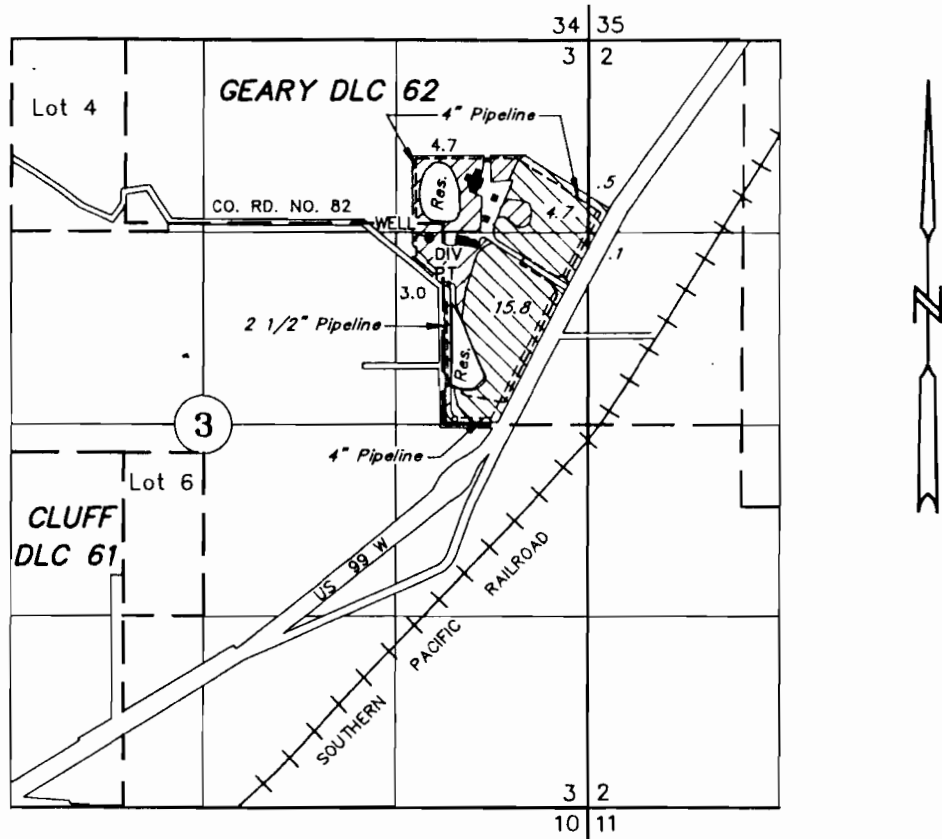 34 35
3 2
GEARY DLC 62
Lot 4
4" Pipeline
4.7
Res.
.5
4.7
CO. RD. NO. 82
WELL
.1
DIV
PT
3.0
15.8
2 1/2" Pipeline
Res.
N
3
4" Pipeline
Lot 6
CLUFF
DLC 61
US 99 W
SOUTHERN PACIFIC RAILROAD
3 2
10 11